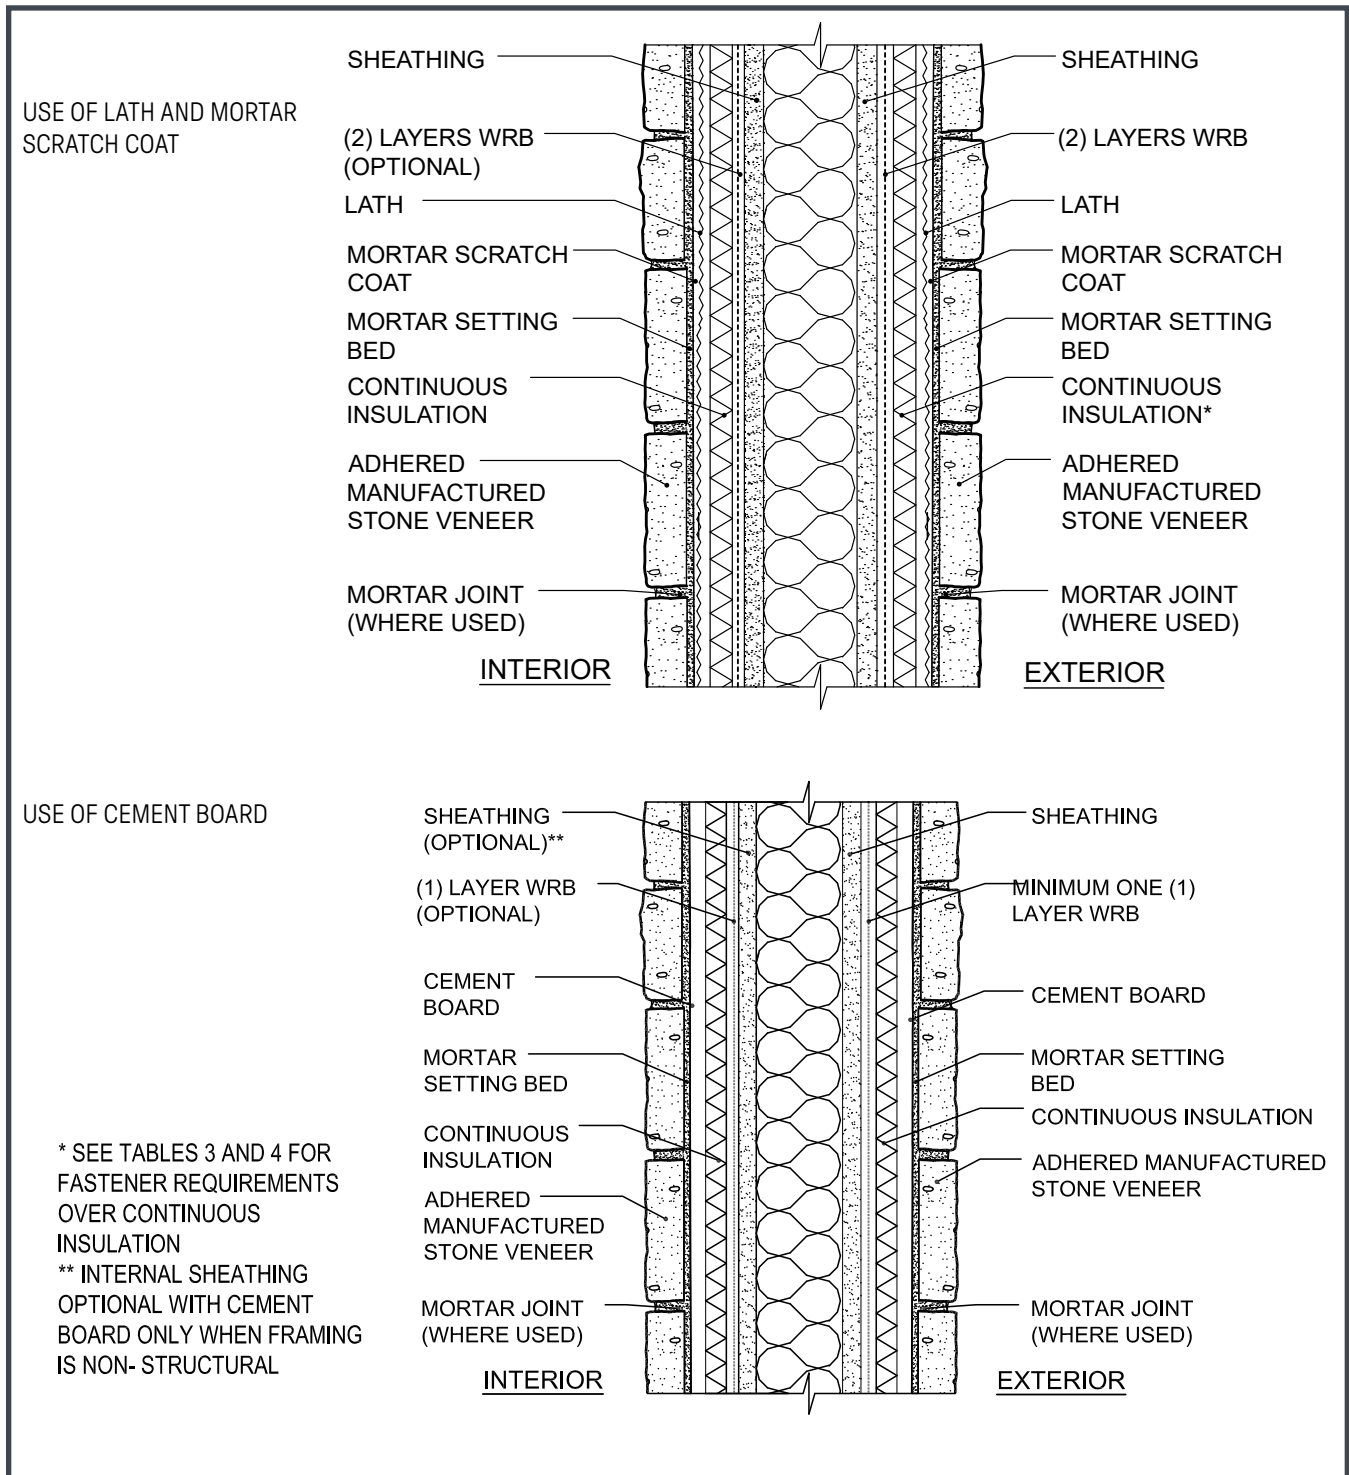 USE OF LATH AND MORTAR
SCRATCH COAT
SHEATHING
(2) LAYERS WRB
(OPTIONAL)
LATH
MORTAR SCRATCH
COAT
MORTAR SETTING
BED
CONTINUOUS
INSULATION
ADHERED
MANUFACTURED
STONE VENEER
MORTAR JOINT
(WHERE USED)
INTERIOR
SHEATHING
(2) LAYERS WRB
LATH
MORTAR SCRATCH
COAT
MORTAR SETTING
BED
CONTINUOUS
INSULATION*
ADHERED
MANUFACTURED
STONE VENEER
MORTAR JOINT
(WHERE USED)
EXTERIOR
USE OF CEMENT BOARD
SHEATHING
(OPTIONAL)**
(1) LAYER WRB
(OPTIONAL)
CEMENT
BOARD
MORTAR
SETTING BED
CONTINUOUS
INSULATION
ADHERED
MANUFACTURED
STONE VENEER
MORTAR JOINT
(WHERE USED)
INTERIOR
SHEATHING
MINIMUM ONE (1)
LAYER WRB
CEMENT BOARD
MORTAR SETTING
BED
CONTINUOUS INSULATION
ADHERED MANUFACTURED
STONE VENEER
MORTAR JOINT
(WHERE USED)
EXTERIOR
* SEE TABLES 3 AND 4 FOR
FASTENER REQUIREMENTS
OVER CONTINUOUS
INSULATION
** INTERNAL SHEATHING
OPTIONAL WITH CEMENT
BOARD ONLY WHEN FRAMING
IS NON- STRUCTURAL